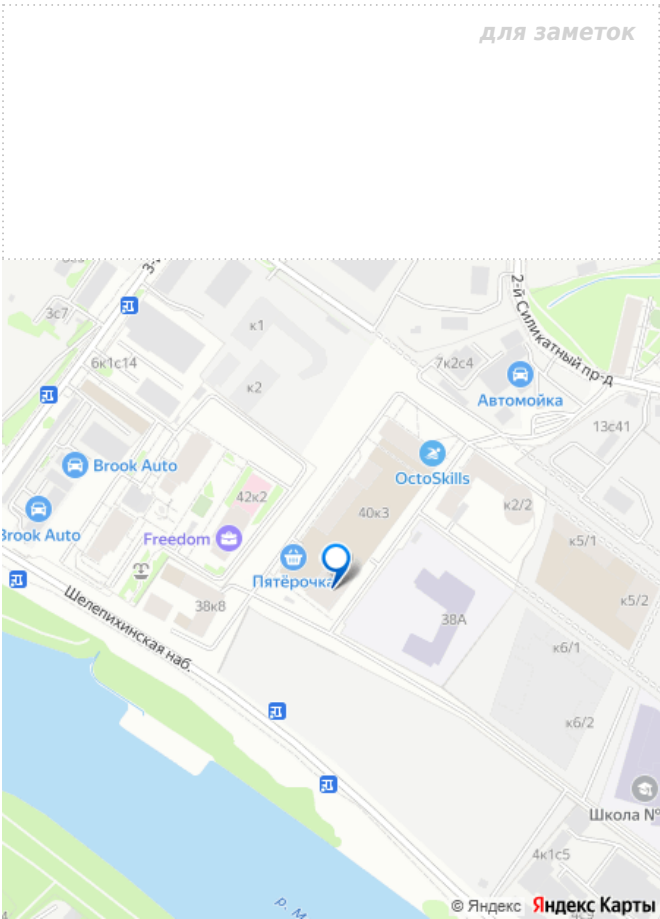 для заметок
3с7
к1
6к1с14
7к2с4
2-й Силикатный пр-д
к2
Автомойка
13с41
Brook Auto
OctoSkills
42к2
40к3
к2/2
Brook Auto
Freedom
к5/1
Пятёрочка
38к8
38А
к5/2
Шелепихинская наб.
к6/1
к6/2
Школа №
4к1с5
р. М
© Яндекс Яндекс Карты